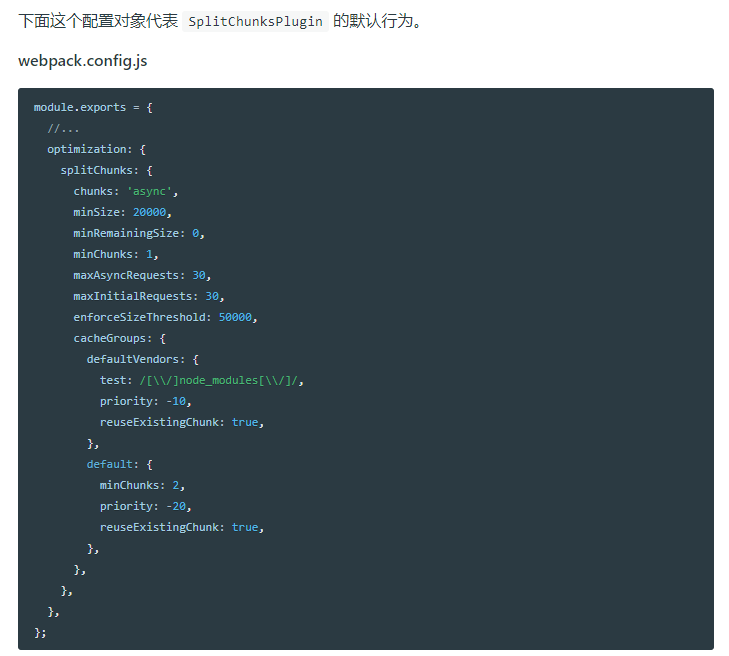 下面这个配置对象代表 SplitChunksPlugin 的默认行为。
webpack.config.js
module.exports = {
  //...
  optimization: {
    splitChunks: {
      chunks: 'async',
      minSize: 20000,
      minRemainingSize: 0,
      minChunks: 1,
      maxAsyncRequests: 30,
      maxInitialRequests: 30,
      enforceSizeThreshold: 50000,
      cacheGroups: {
        defaultVendors: {
          test: /[\\/]node_modules[\\/]/,
          priority: -10,
          reuseExistingChunk: true,
        },
        default: {
          minChunks: 2,
          priority: -20,
          reuseExistingChunk: true,
        },
      },
    },
  },
};